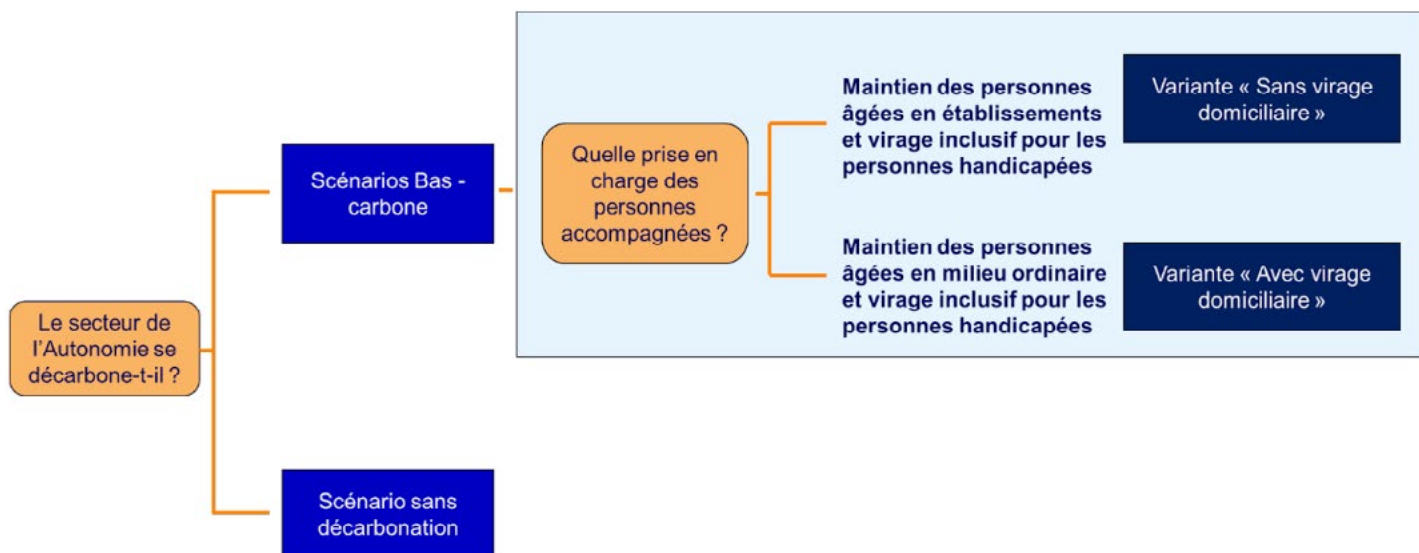 Le secteur de
l'Autonomie se
décarbone-t-il ?
Scénarios Bas -
carbone
Quelle prise en
charge des
personnes
accompagnées ?
Maintien des personnes
âgées en établissements
et virage inclusif pour les
personnes handicapées
Variante « Sans virage
domiciliaire »
Maintien des personnes
âgées en milieu ordinaire
et virage inclusif pour les
personnes handicapées
Variante « Avec virage
domiciliaire »
Scénario sans
décarbonation